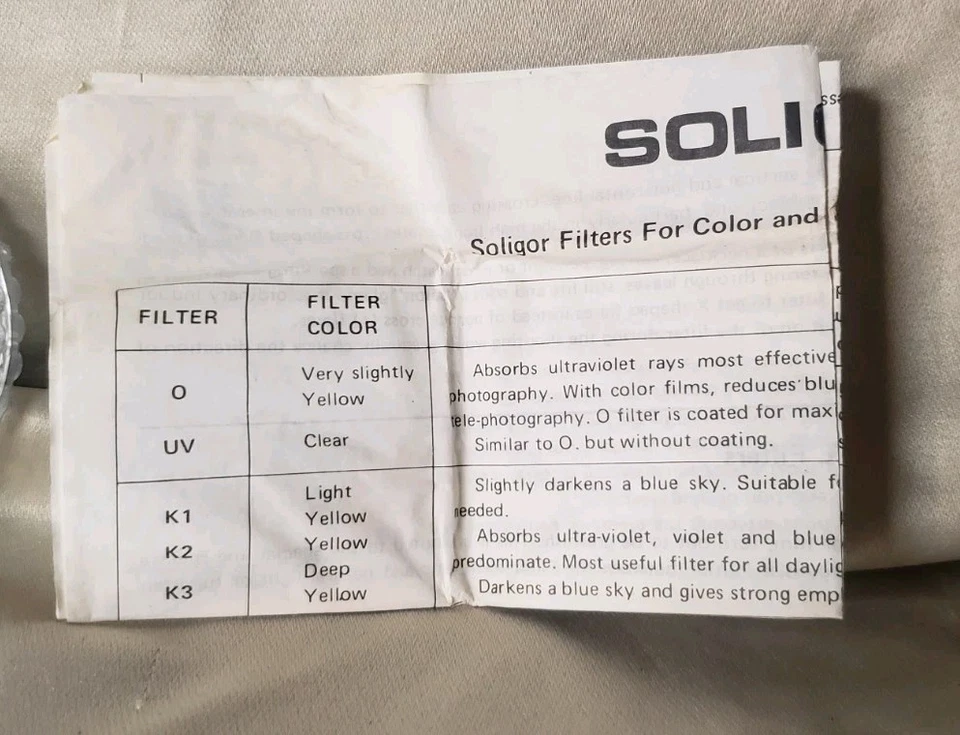 SOLI
Soligor Filters For Color and
FILTER
FILTER
COLOR
O
Very slightly
Yellow
Absorbs ultraviolet rays most effective
photography. With color films, reduces blu
tele-photography. O filter is coated for max
UV
Clear
Similar to O. but without coating.
K1
Light
Yellow
Slightly darkens a blue sky. Suitable f
needed.
K2
Yellow
Absorbs ultra-violet, violet and blue
predominate. Most useful filter for all daylig
K3
Deep
Yellow
Darkens a blue sky and gives strong emp